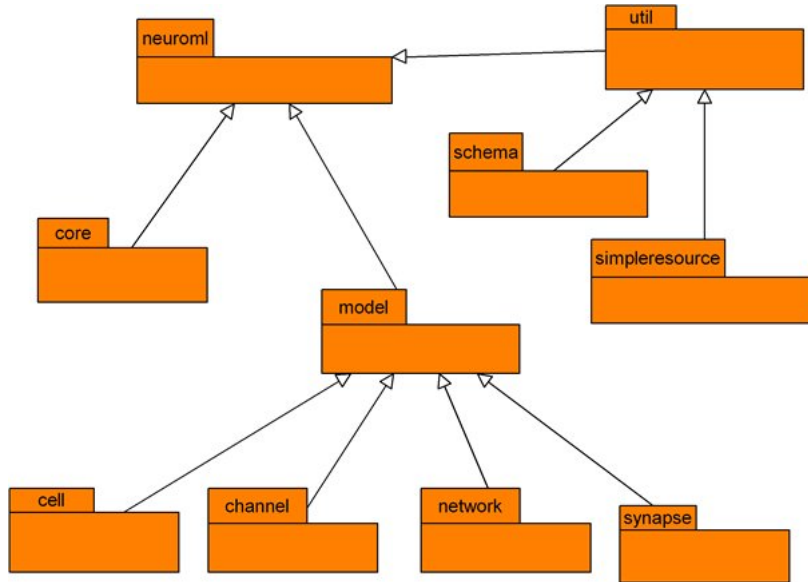 neuroml
util
schema
core
simpleresource
model
cell
channel
network
synapse